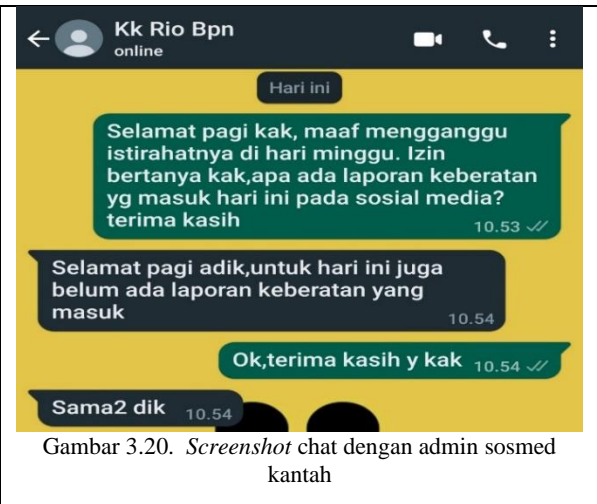 Kk Rio Bpn
online
Hari ini
Selamat pagi kak, maaf mengganggu
istirahatnya di hari minggu. Izin
bertanya kak,apa ada laporan keberatan
yg masuk hari ini pada sosial media?
terima kasih
10.53
Selamat pagi adik,untuk hari ini juga
belum ada laporan keberatan yang
masuk
10.54
Ok,terima kasih y kak 10.54
Sama2 dik 10.54
Gambar 3.20. Screenshot chat dengan admin sosmed
kantah